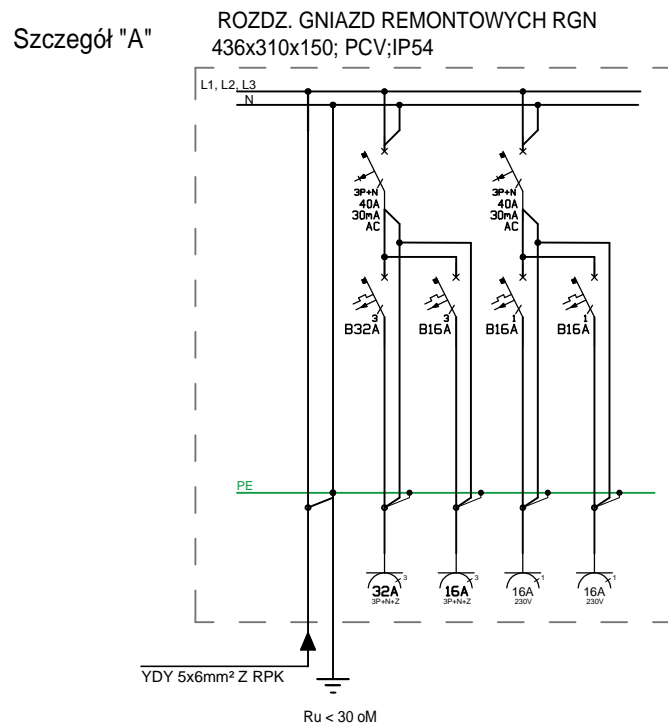 Szczegół "A"
ROZDZ. GNIAZD REMONTOWYCH RGN
436x310x150; PCV;IP54
L1, L2, L3
N
3P+N
40A
30mA
AC
3P+N
40A
30mA
AC
3
B32A
3
B16A
1
B16A
1
B16A
PE
3
32A
3P+N+Z
3
16A
3P+N+Z
1
16A
230V
1
16A
230V
YDY 5x6mm² Z RPK
Ru < 30 oM